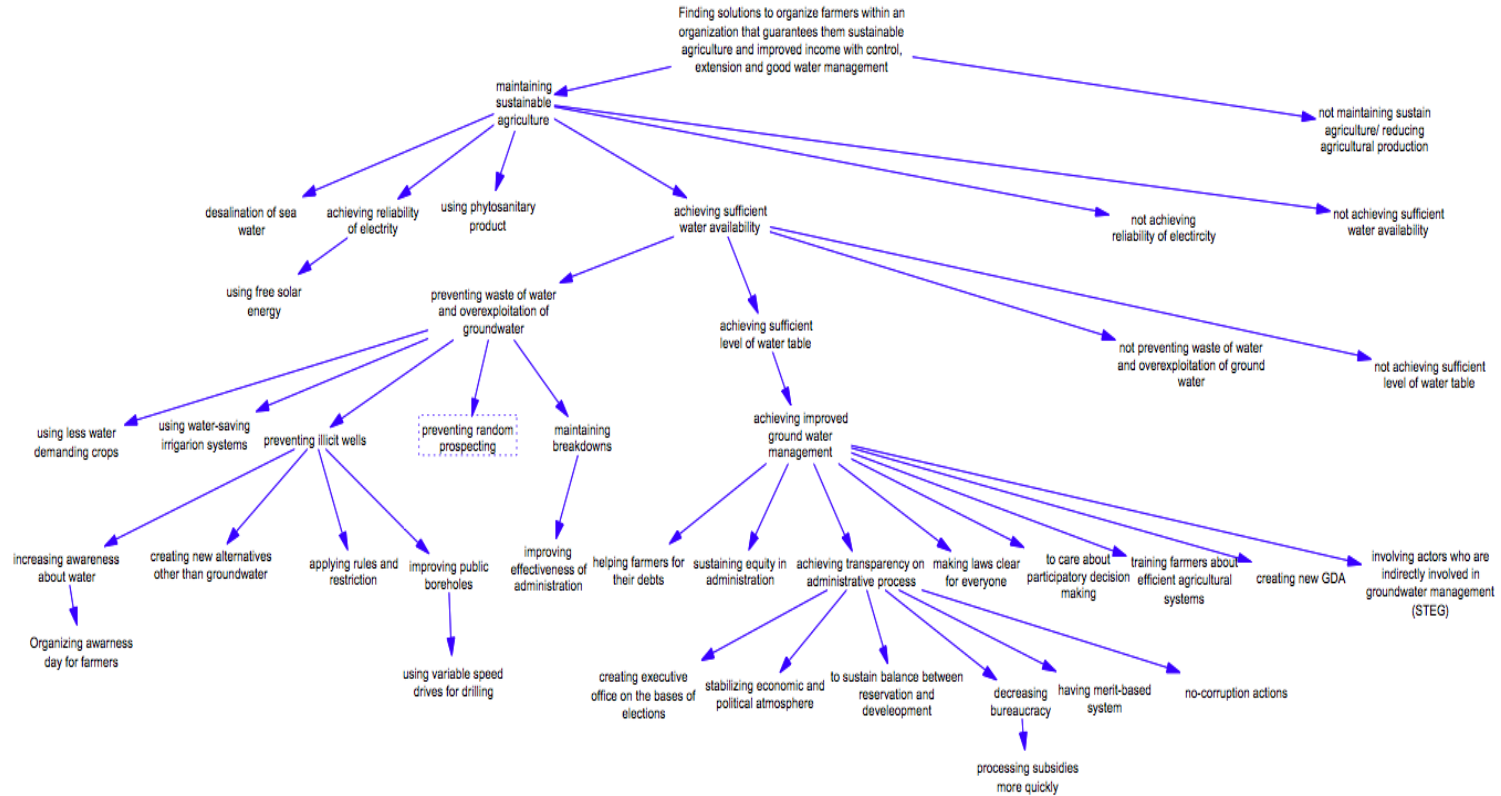 Finding solutions to organize farmers within an
organization that guarantees them sustainable
agriculture and improved income with control,
extension and good water management
maintaining
sustainable
agriculture
not maintaining sustain
agriculture/ reducing
agricultural production
desalination of sea
water
achieving reliability
of electrity
using phytosanitary
product
achieving sufficient
water availability
not achieving
reliability of electircity
not achieving sufficient
water availability
using free solar
energy
preventing waste of water
and overexploitation of
groundwater
achieving sufficient
level of water table
not preventing waste of water
and overexploitation of ground
water
not achieving sufficient
level of water table
using less water
demanding crops
using water-saving
irrigarion systems
preventing illicit wells
preventing random
prospecting
maintaining
breakdowns
achieving improved
ground water
management
increasing awareness
about water
creating new alternatives
other than groundwater
applying rules and
restriction
improving public
boreholes
improving
effectiveness of
administration
helping farmers for
their debts
sustaining equity in
administration
achieving transparency on
administrative process
making laws clear
for everyone
to care about
participatory decision
making
training farmers about
efficient agricultural
systems
creating new GDA
involving actors who are
indirectly involved in
groundwater management
(STEG)
Organizing awarness
day for farmers
using variable speed
drives for drilling
creating executive
office on the bases of
elections
stabilizing economic and
political atmosphere
to sustain balance between
reservation and
develeopment
decreasing
bureaucracy
having merit-based
system
no-corruption actions
processing subsidies
more quickly